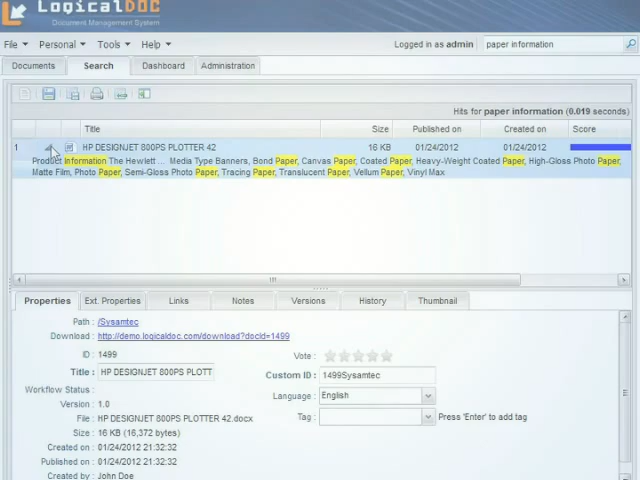 LogicalDOC
Document Management System
File Personal Tools Help Logged in as admin paper information
Documents Search Dashboard Administration
Hits for paper information (0.019 seconds)
Title Size Published on Created on Score
1 HP DESIGNJET 800PS PLOTTER 42 16 KB 01/24/2012 01/24/2012
Product Information The Hewlett ... Media Type Banners, Bond Paper, Canvas Paper, Coated Paper, Heavy-Weight Coated Paper, High-Gloss Photo Paper,
Matte Film, Photo Paper, Semi-Gloss Photo Paper, Tracing Paper, Translucent Paper, Vellum Paper, Vinyl Max
Properties Ext. Properties Links Notes Versions History Thumbnail
Path : /Sysamtec
Download : http://demo.logicaldoc.com/download?docId=1499
ID : 1499
Title : HP DESIGNJET 800PS PLOTT
Workflow Status :
Version : 1.0
File : HP DESIGNJET 800PS PLOTTER 42.docx
Size : 16 KB (16,372 bytes)
Created on : 01/24/2012 21:32:32
Published on : 01/24/2012 21:32:32
Created by : John Doe
Vote :
Custom ID : 1499Sysamtec
Language : English
Tag : Press 'Enter' to add tag